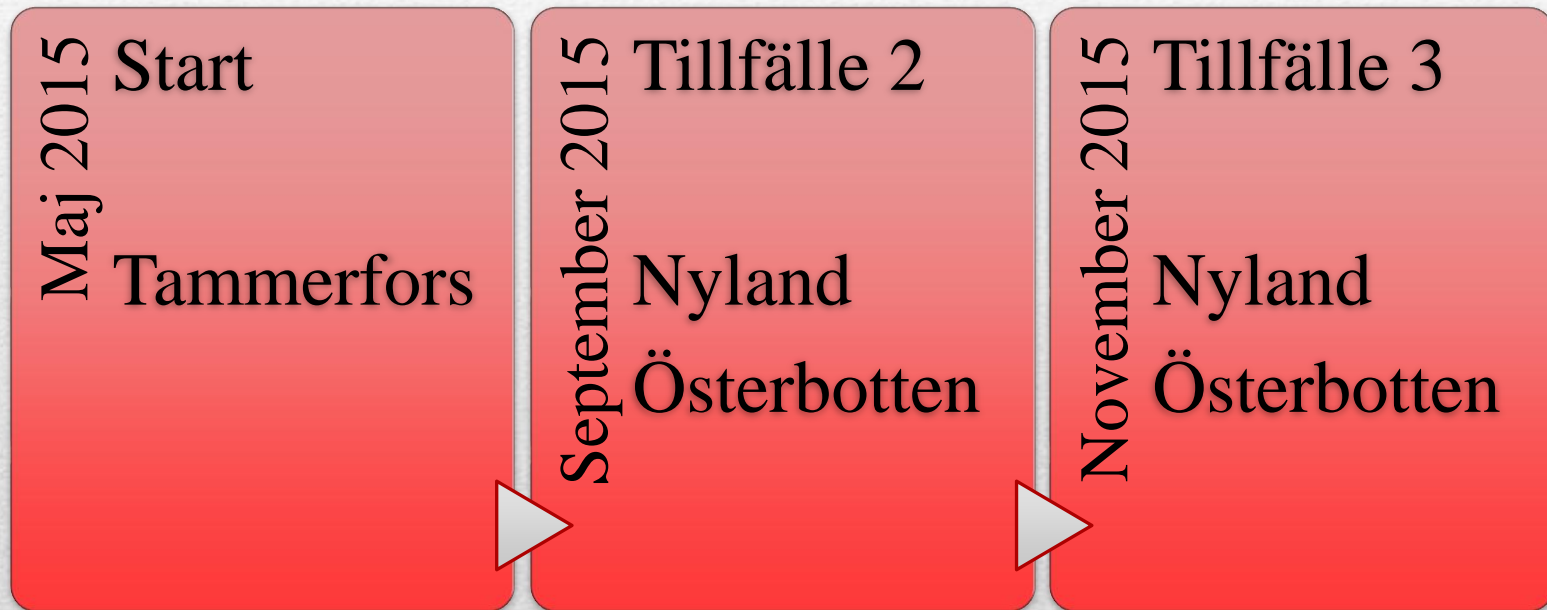 Maj 2015
Start
Tammerfors
September 2015
Tillfälle 2
Nyland
Österbotten
November 2015
Tillfälle 3
Nyland
Österbotten